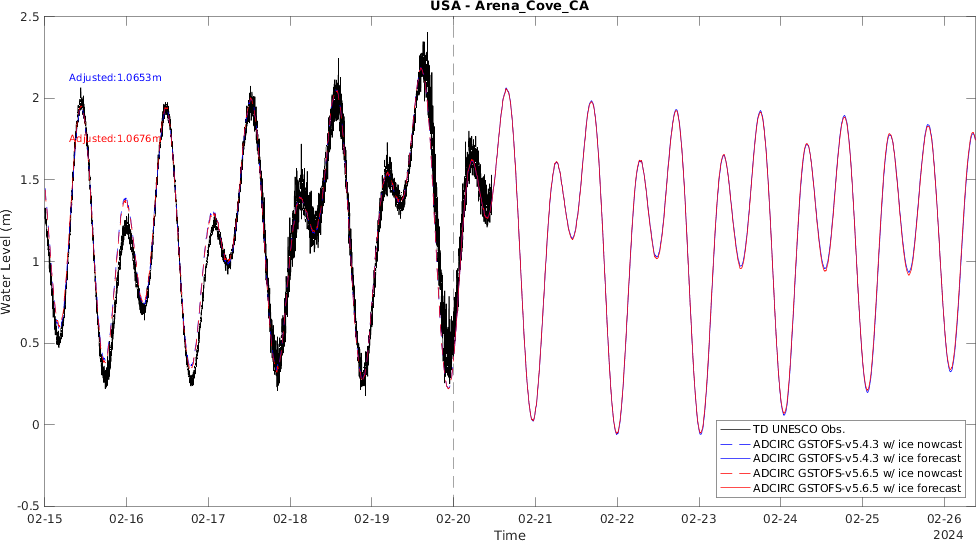 USA - Arena_Cove_CA
2.5
2
1.5
1
0.5
0
-0.5
Water Level (m)
Adjusted:1.0653m
Adjusted:1.0676m
TD UNESCO Obs.
ADCIRC GSTOFS-v5.4.3 w/ ice nowcast
ADCIRC GSTOFS-v5.4.3 w/ ice forecast
ADCIRC GSTOFS-v5.6.5 w/ ice nowcast
ADCIRC GSTOFS-v5.6.5 w/ ice forecast
02-15 02-16 02-17 02-18 02-19 02-20 02-21 02-22 02-23 02-24 02-25 02-26
Time
2024